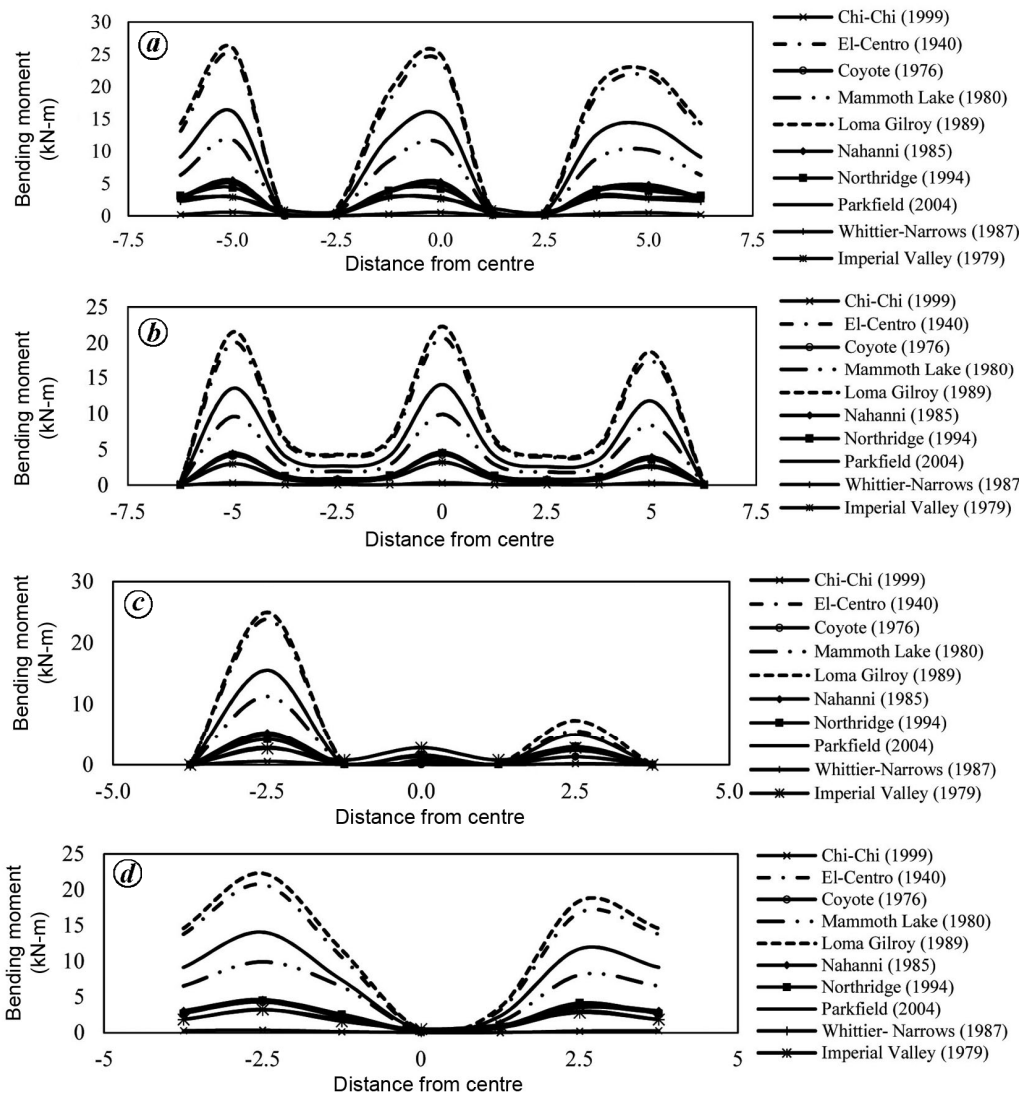 a
Bending moment
(kN-m)
30
25
20
15
10
5
0
-7.5
-5.0
-2.5
0.0
2.5
5.0
7.5
Distance from centre
Chi-Chi (1999)
El-Centro (1940)
Coyote (1976)
Mammoth Lake (1980)
Loma Gilroy (1989)
Nahanni (1985)
Northridge (1994)
Parkfield (2004)
Whittier-Narrows (1987)
Imperial Valley (1979)
b
Bending moment
(kN-m)
25
20
15
10
5
0
-7.5
-5
-2.5
0
2.5
5
7.5
Distance from centre
Chi-Chi (1999)
El-Centro (1940)
Coyote (1976)
Mammoth Lake (1980)
Loma Gilroy (1989)
Nahanni (1985)
Northridge (1994)
Parkfield (2004)
Whittier-Narrows (1987
Imperial Valley (1979)
c
Bending moment
(kN-m)
30
20
10
0
-5.0
-2.5
0.0
2.5
5.0
Distance from centre
Chi-Chi (1999)
El-Centro (1940)
Coyote (1976)
Mammoth Lake (1980)
Loma Gilroy (1989)
Nahanni (1985)
Northridge (1994)
Parkfield (2004)
Whittier-Narrows (1987)
Imperial Valley (1979)
d
Bending moment
(kN-m)
25
20
15
10
5
0
-5
-2.5
0
2.5
5
Distance from centre
Chi-Chi (1999)
El-Centro (1940)
Coyote (1976)
Mammoth Lake (1980)
Loma Gilroy (1989)
Nahanni (1985)
Northridge (1994)
Parkfield (2004)
Whittier- Narrows (1987)
Imperial Valley (1979)